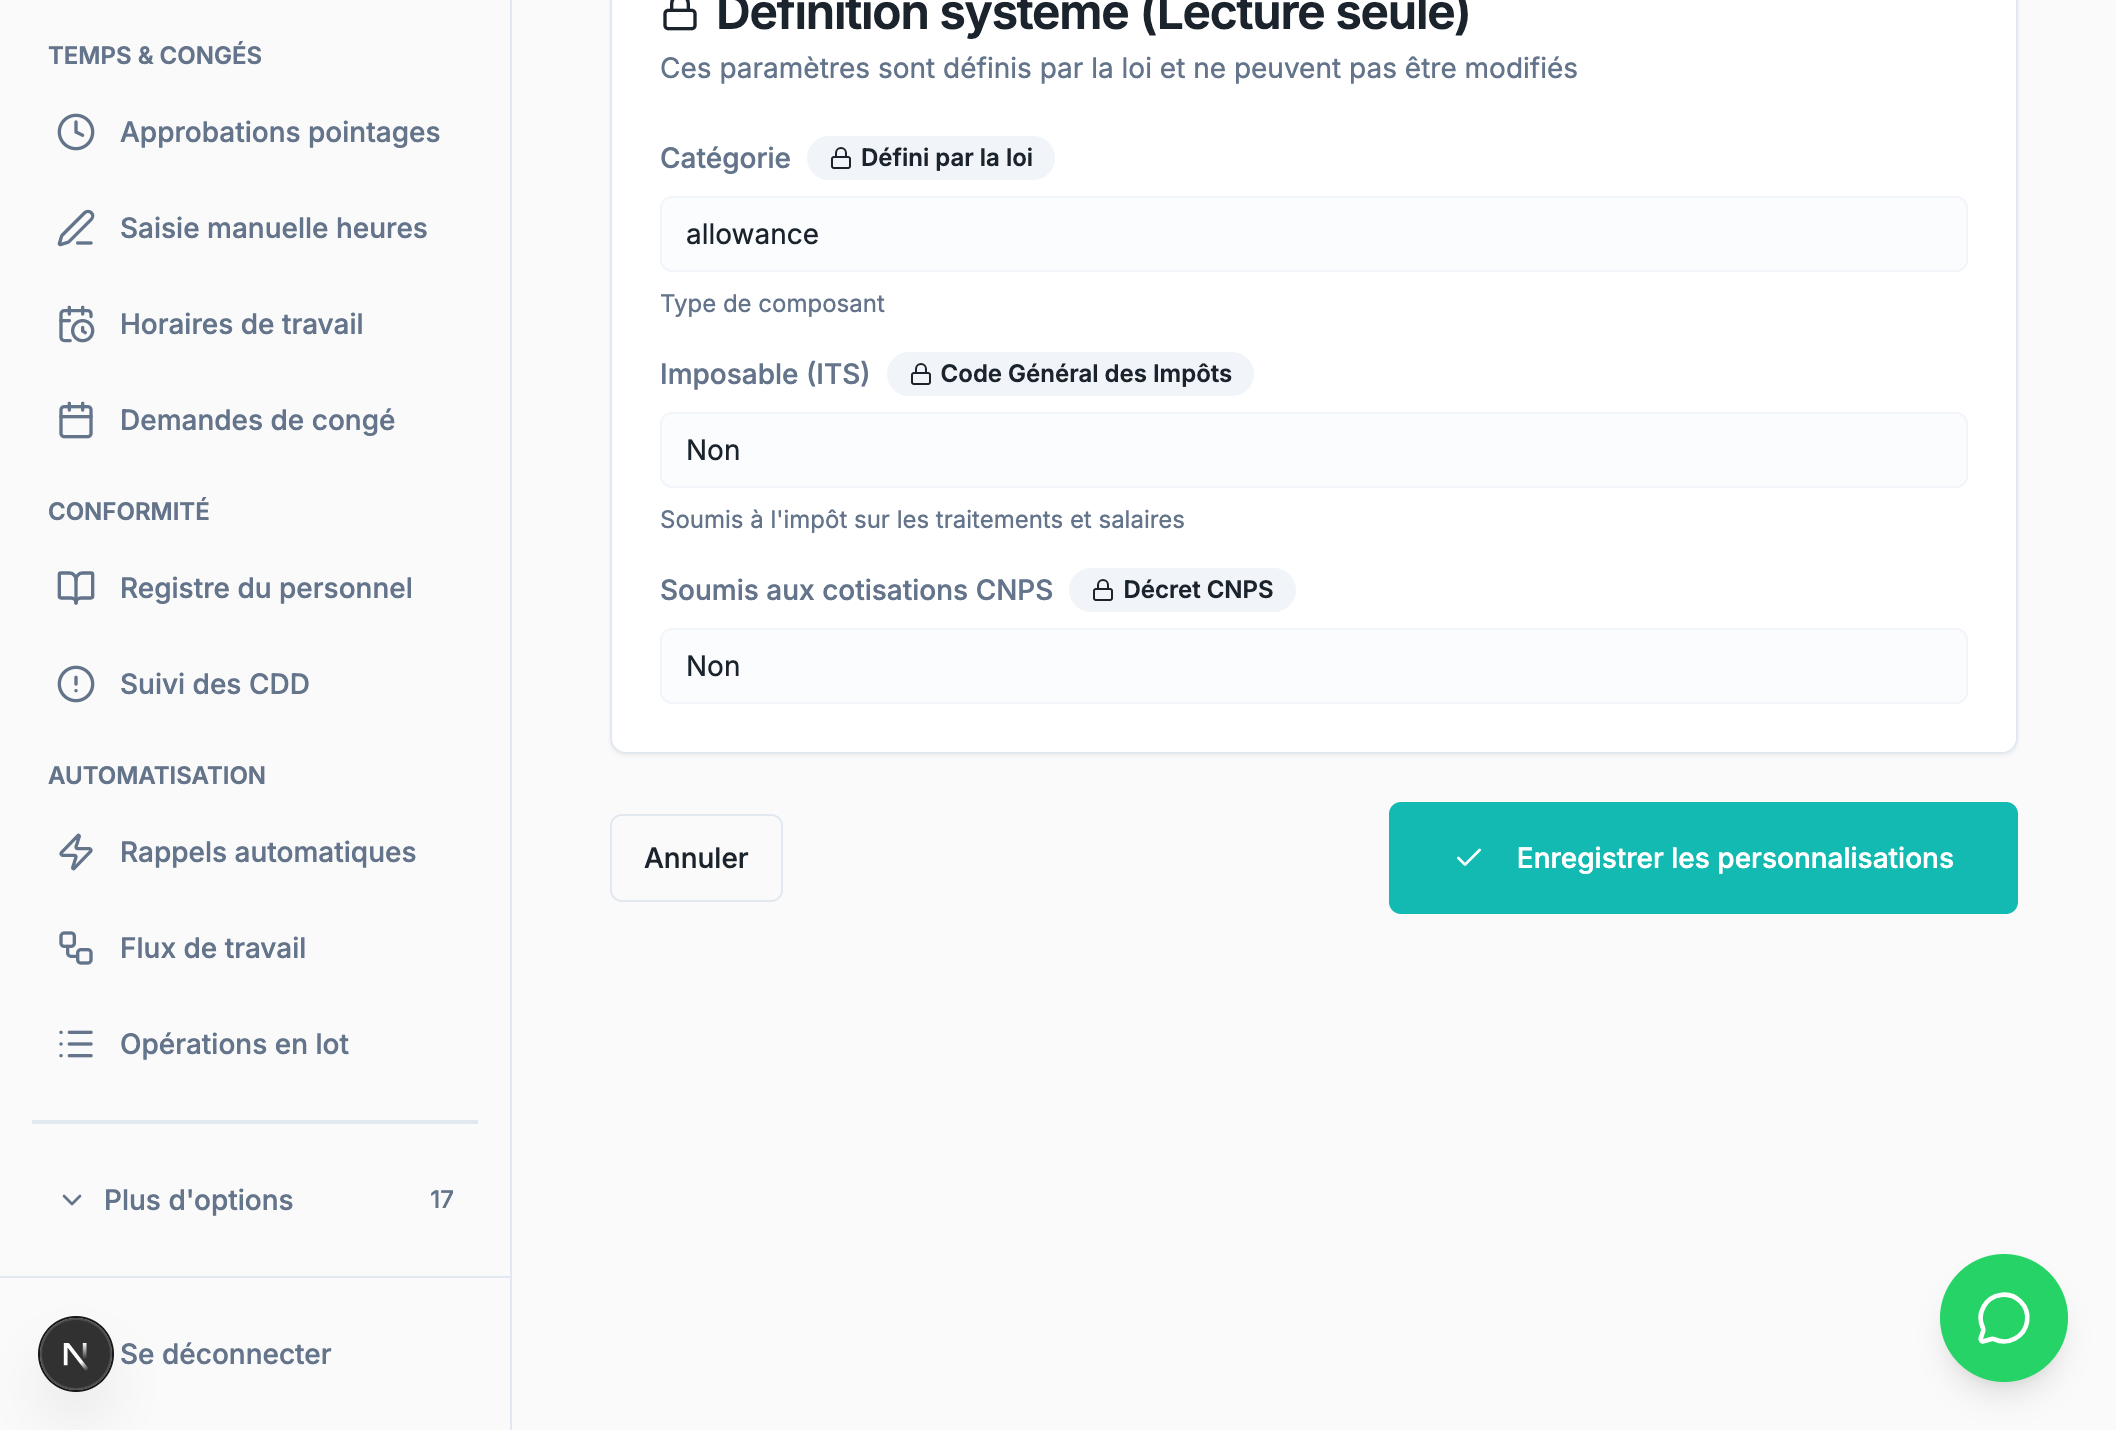 TEMPS & CONGÉS
Approbations pointages
Saisie manuelle heures
Horaires de travail
Demandes de congé
CONFORMITÉ
Registre du personnel
Suivi des CDD
AUTOMATISATION
Rappels automatiques
Flux de travail
Opérations en lot
Plus d'options 17
N Se déconnecter
Définition système (Lecture seule)
Ces paramètres sont définis par la loi et ne peuvent pas être modifiés
Catégorie Défini par la loi
allowance
Type de composant
Imposable (ITS) Code Général des Impôts
Non
Soumis à l'impôt sur les traitements et salaires
Soumis aux cotisations CNPS Décret CNPS
Non
Annuler Enregistrer les personnalisations